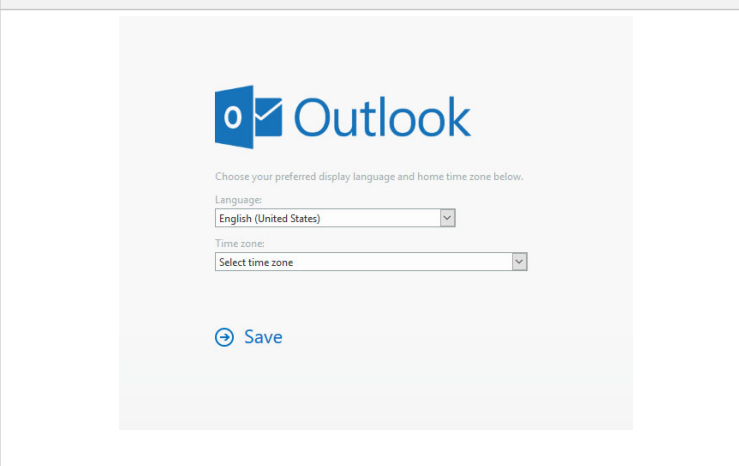 Outlook
Choose your preferred display language and home time zone below.
Language:
English (United States)
Time zone:
Select time zone
Save